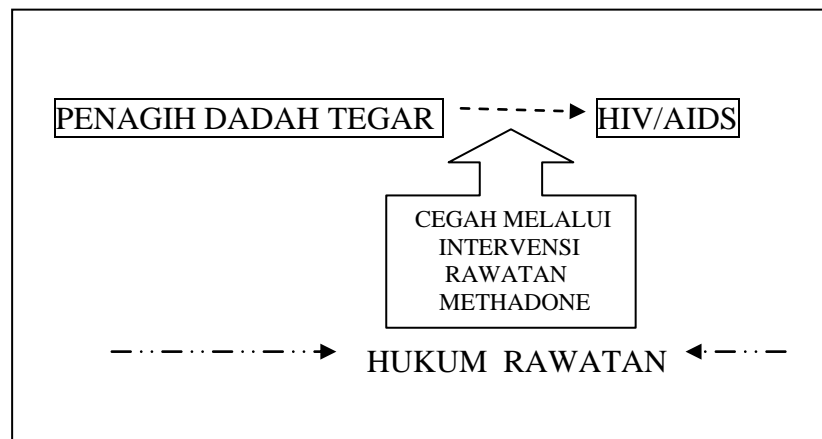 PENAGIH DADAH TEGAR
HIV/AIDS
CEGAH MELALUI
INTERVENSI
RAWATAN
METHADONE
HUKUM RAWATAN